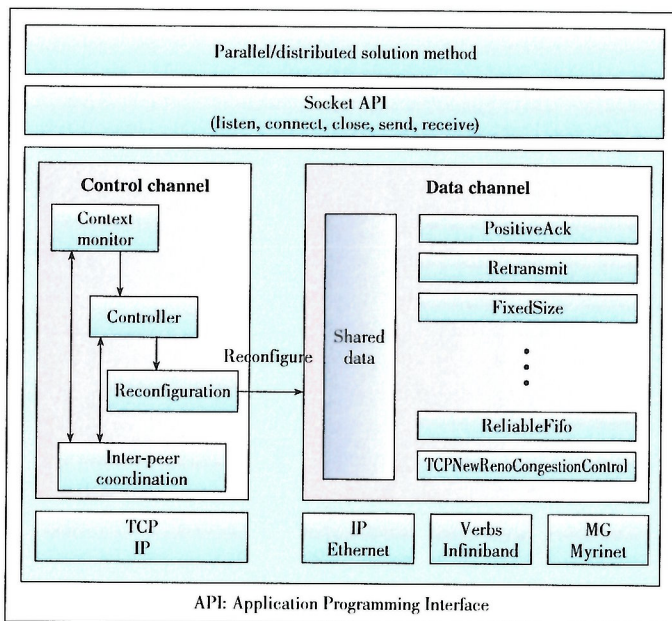 Parallel/distributed solution method
Socket API
(listen, connect, close, send, receive)
Control channel
Context
monitor
Controller
Reconfiguration
Inter-peer
coordination
Reconfigure
Data channel
Shared
data
PositiveAck
Retransmit
FixedSize
ReliableFifo
TCPNewRenoCongestionControl
TCP
IP
IP
Ethernet
Verbs
Infiniband
MG
Myrinet
API: Application Programming Interface